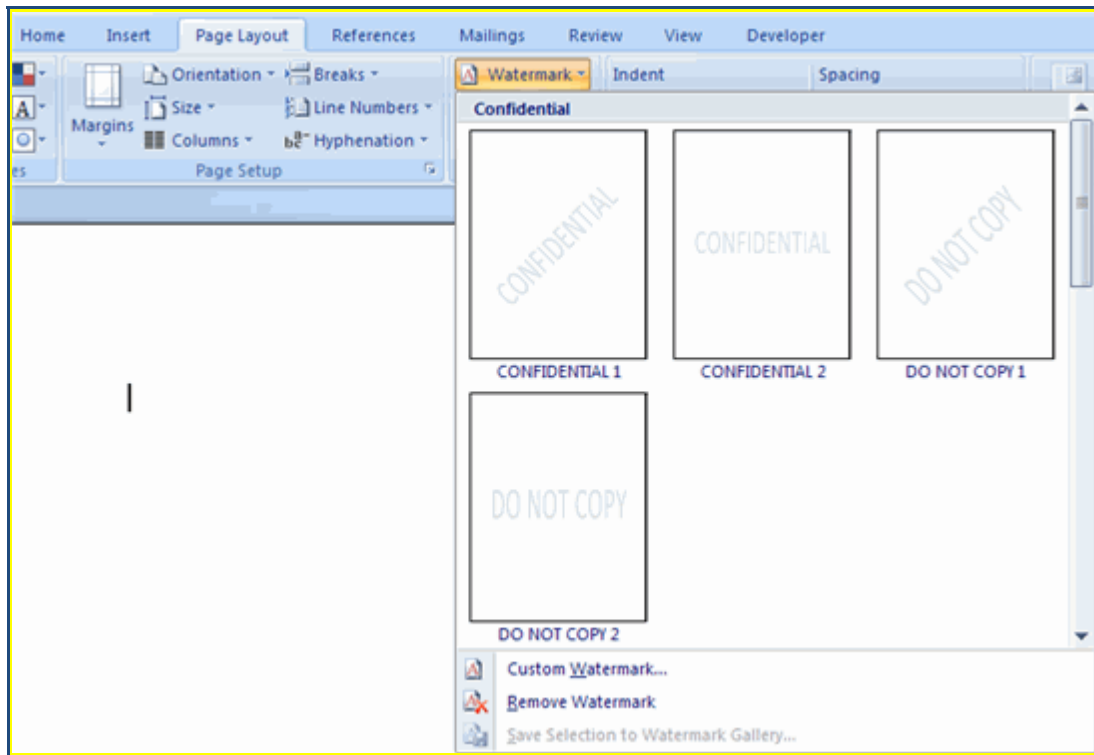 Home Insert Page Layout References Mailings Review View Developer
Orientation Breaks Watermark Indent Spacing
A Size Line Numbers
Margins
Columns Hyphenation
es Page Setup
Confidential
CONFIDENTIAL CONFIDENTIAL DO NOT COPY
CONFIDENTIAL 1 CONFIDENTIAL 2 DO NOT COPY 1
DO NOT COPY
DO NOT COPY 2
Custom Watermark...
Remove Watermark
Save Selection to Watermark Gallery...